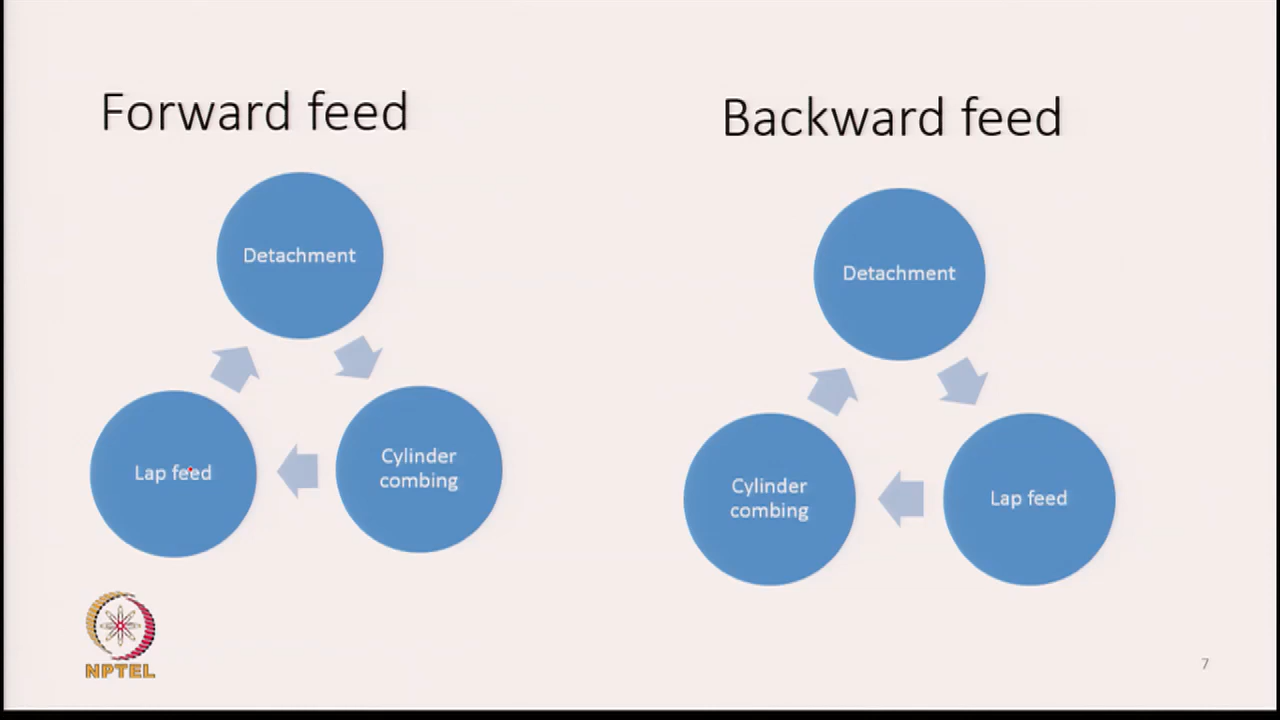 Forward feed
Detachment
Cylinder
combing
Lap feed
Backward feed
Detachment
Lap feed
Cylinder
combing
NPTEL
7